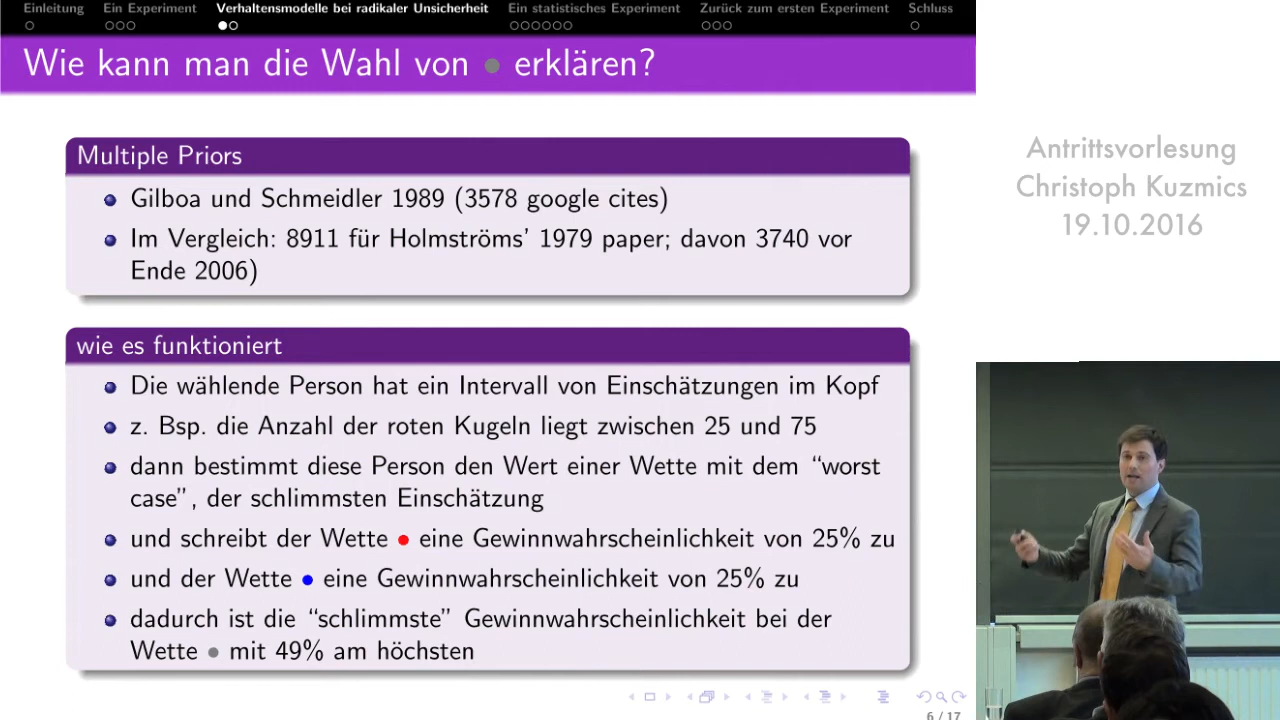 Einleitung Ein Experiment Verhaltensmodelle bei radikaler Unsicherheit Ein statistisches Experiment Zurück zum ersten Experiment Schluss
Wie kann man die Wahl von ● erklären?
Multiple Priors
Gilboa und Schmeidler 1989 (3578 google cites)
Im Vergleich: 8911 für Holmströms' 1979 paper; davon 3740 vor
Ende 2006)
wie es funktioniert
Die wählende Person hat ein Intervall von Einschätzungen im Kopf
z. Bsp. die Anzahl der roten Kugeln liegt zwischen 25 und 75
dann bestimmt diese Person den Wert einer Wette mit dem "worst
case", der schlimmsten Einschätzung
und schreibt der Wette ● eine Gewinnwahrscheinlichkeit von 25% zu
und der Wette ● eine Gewinnwahrscheinlichkeit von 25% zu
dadurch ist die "schlimmste" Gewinnwahrscheinlichkeit bei der
Wette ● mit 49% am höchsten
6 / 17
Antrittsvorlesung
Christoph Kuzmics
19.10.2016